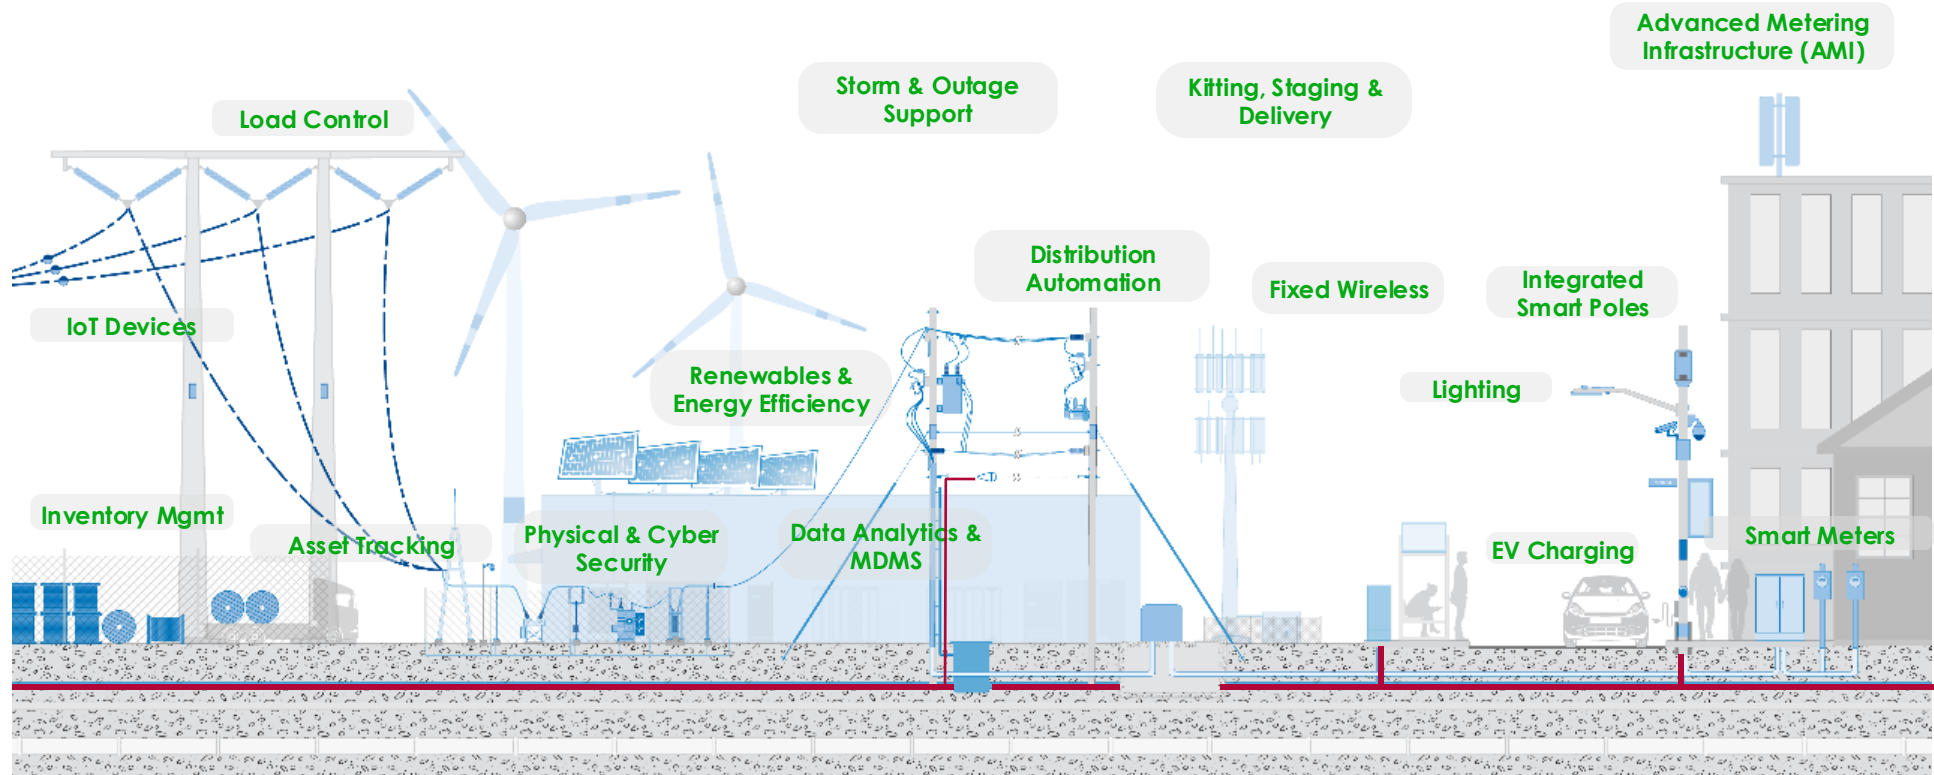 Advanced Metering
Infrastructure (AMI)
Storm & Outage
Support
Kitting, Staging &
Delivery
Load Control
Distribution
Automation
Fixed Wireless
Integrated
Smart Poles
IoT Devices
Renewables &
Energy Efficiency
Lighting
Inventory Mgmt
Asset Tracking
Physical & Cyber
Security
Data Analytics &
MDMS
EV Charging
Smart Meters